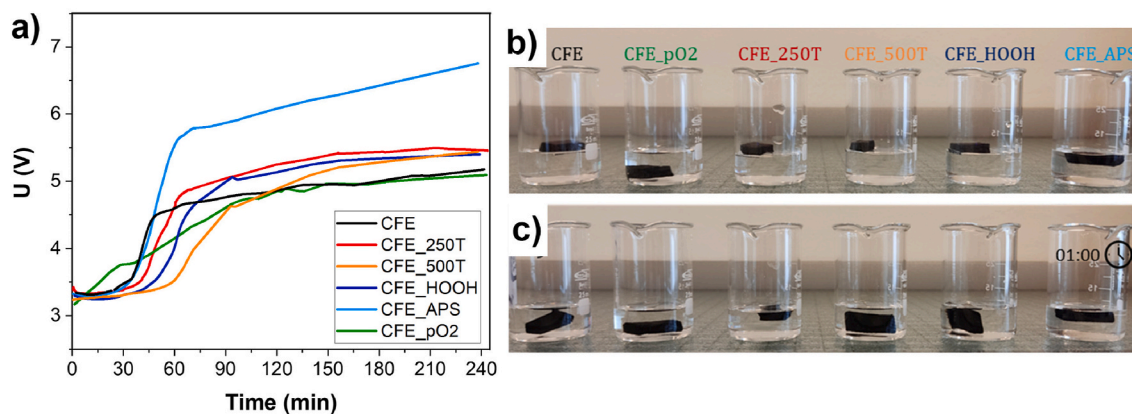 a)
7
6
5
4
3
U (V)
0 30 60 90 120 150 180 210 240
Time (min)
CFE
CFE_250T
CFE_500T
CFE_HOOH
CFE_APS
CFE_pO2
b)
CFE CFE_pO2 CFE_250T CFE_500T CFE_HOOH CFE_APS
c)
01:00